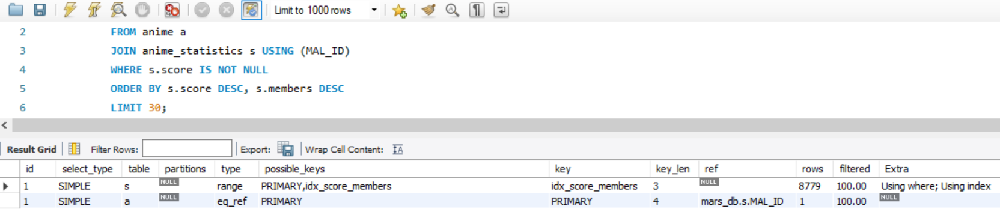 Limit to 1000 rows
2 FROM anime a
3 JOIN anime_statistics s USING (MAL_ID)
4 WHERE s.score IS NOT NULL
5 ORDER BY s.score DESC, s.members DESC
6 LIMIT 30;
Result Grid Filter Rows: Export: Wrap Cell Content:
id select_type table partitions type possible_keys key key_len ref rows filtered Extra
1 SIMPLE s NULL range PRIMARY,idx_score_members idx_score_members 3 NULL 8779 100.00 Using where; Using index
1 SIMPLE a NULL eq_ref PRIMARY PRIMARY 4 mars_db.s.MAL_ID 1 100.00 NULL